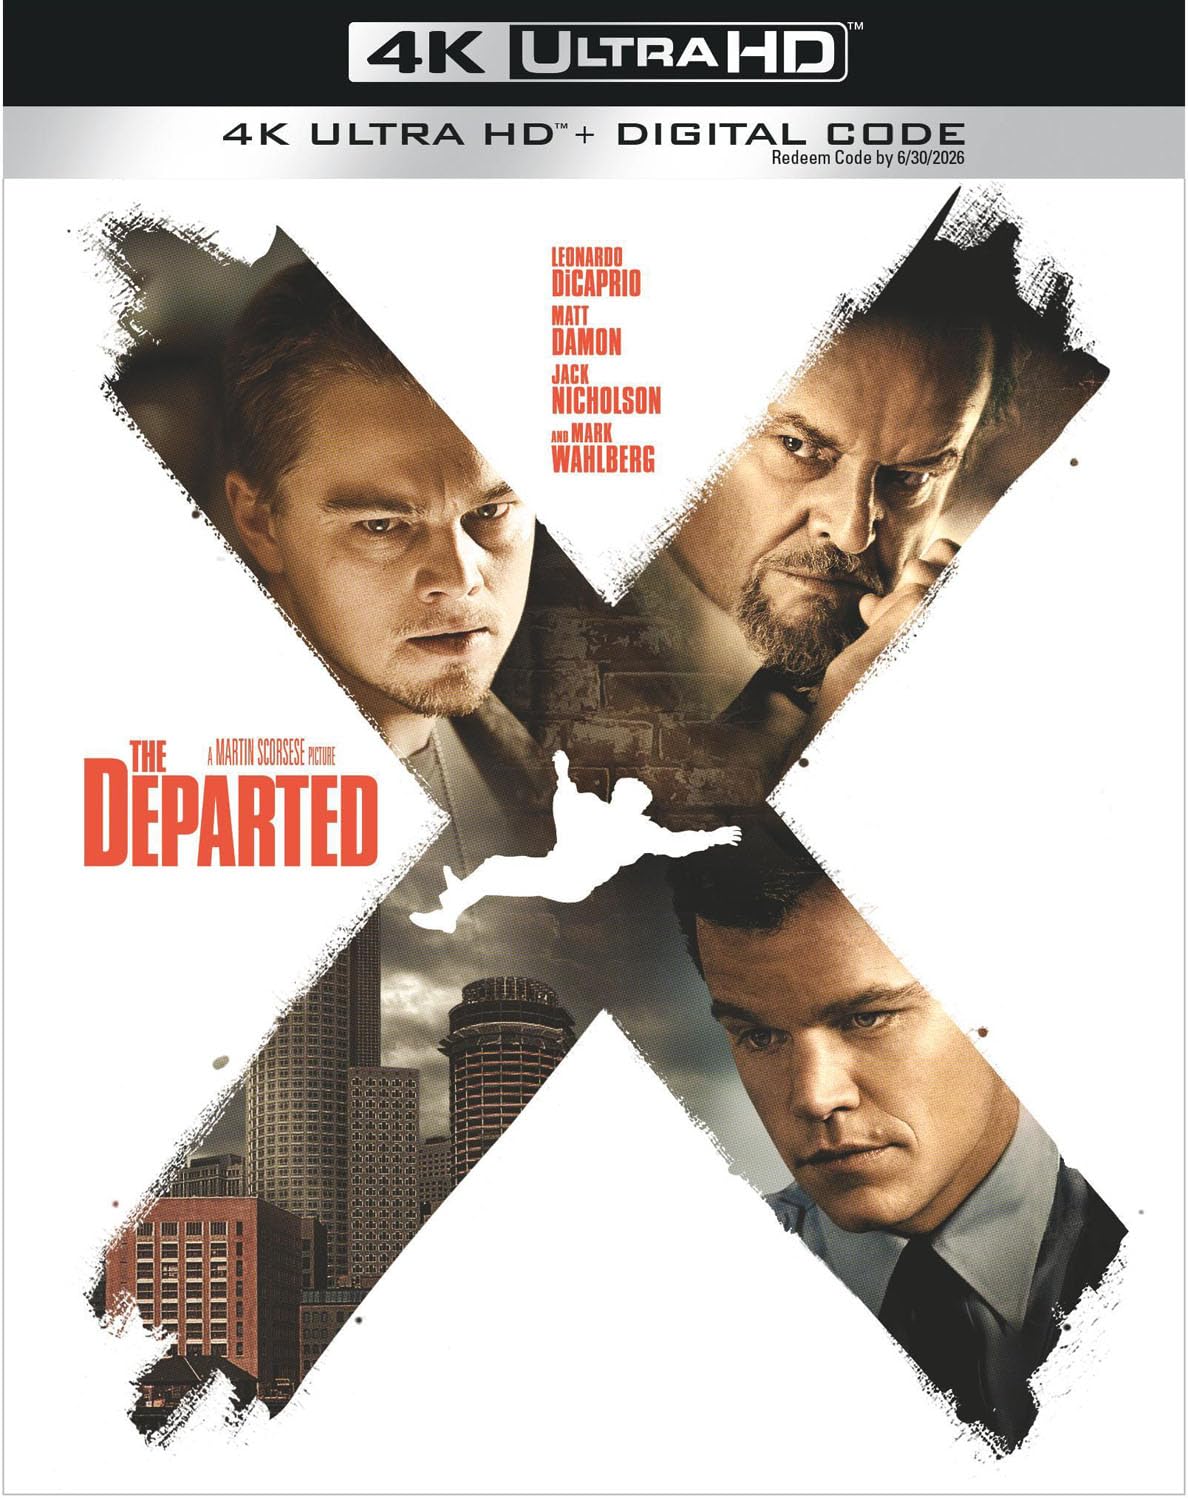 4K ULTRA HD™
4K ULTRA HD™ + DIGITAL CODE
Redeem Code by 6/30/2026
LEONARDO
DiCAPRIO
MATT
DAMON
JACK
NICHOLSON
AND MARK
WAHLBERG
THE
A MARTIN SCORSESE PICTURE
DEPARTED